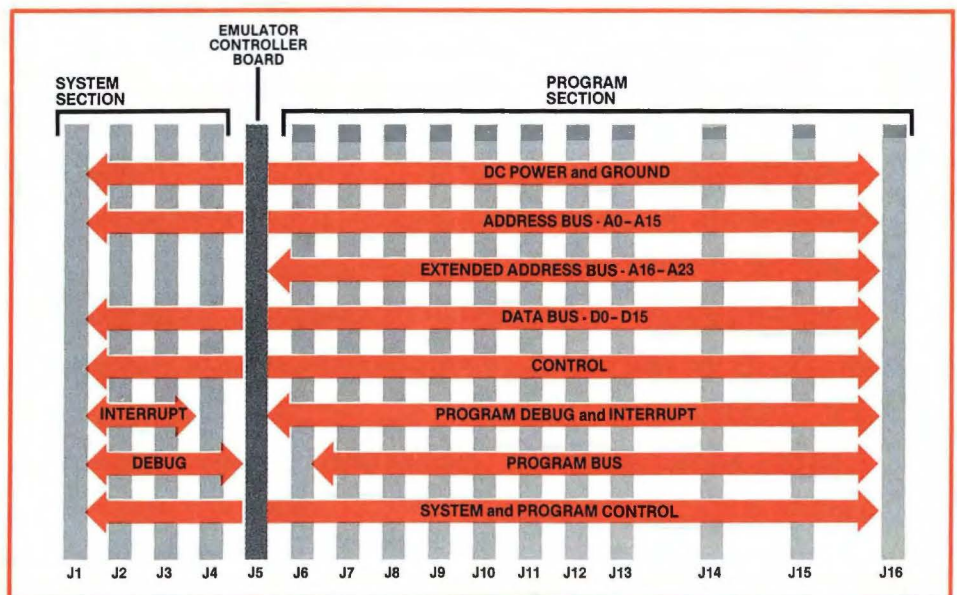 EMULATOR
CONTROLLER
BOARD
SYSTEM
SECTION
PROGRAM
SECTION
DC POWER and GROUND
ADDRESS BUS - A0–A15
EXTENDED ADDRESS BUS - A16–A23
DATA BUS - D0–D15
CONTROL
INTERRUPT
PROGRAM DEBUG and INTERRUPT
DEBUG
PROGRAM BUS
SYSTEM and PROGRAM CONTROL
J1 J2 J3 J4 J5 J6 J7 J8 J9 J10 J11 J12 J13 J14 J15 J16